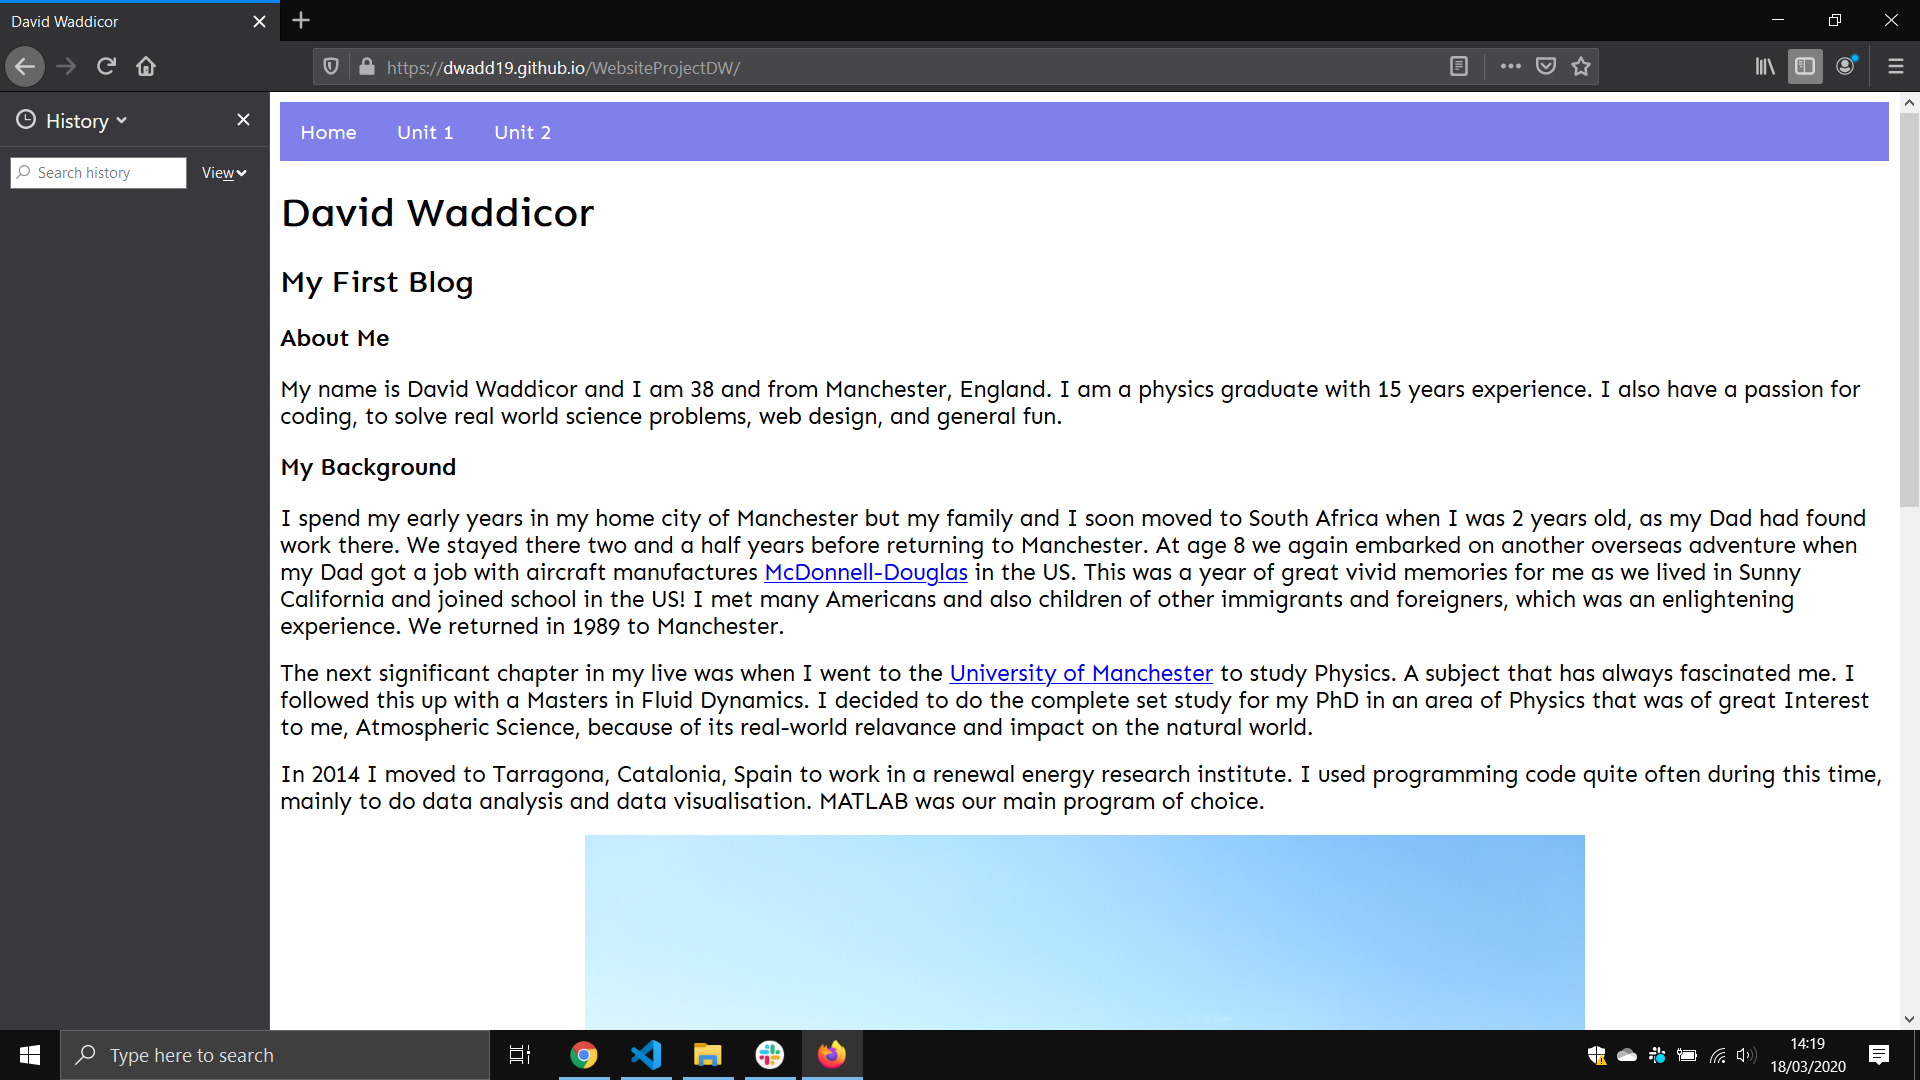 David Waddicor
https://dwadd19.github.io/WebsiteProjectDW/
History
Search history
View
Home Unit 1 Unit 2
David Waddicor
My First Blog
About Me
My name is David Waddicor and I am 38 and from Manchester, England. I am a physics graduate with 15 years experience. I also have a passion for
coding, to solve real world science problems, web design, and general fun.
My Background
I spend my early years in my home city of Manchester but my family and I soon moved to South Africa when I was 2 years old, as my Dad had found
work there. We stayed there two and a half years before returning to Manchester. At age 8 we again embarked on another overseas adventure when
my Dad got a job with aircraft manufactures McDonnell-Douglas in the US. This was a year of great vivid memories for me as we lived in Sunny
California and joined school in the US! I met many Americans and also children of other immigrants and foreigners, which was an enlightening
experience. We returned in 1989 to Manchester.
The next significant chapter in my live was when I went to the University of Manchester to study Physics. A subject that has always fascinated me. I
followed this up with a Masters in Fluid Dynamics. I decided to do the complete set study for my PhD in an area of Physics that was of great Interest
to me, Atmospheric Science, because of its real-world relavance and impact on the natural world.
In 2014 I moved to Tarragona, Catalonia, Spain to work in a renewal energy research institute. I used programming code quite often during this time,
mainly to do data analysis and data visualisation. MATLAB was our main program of choice.
Type here to search
14:19
18/03/2020